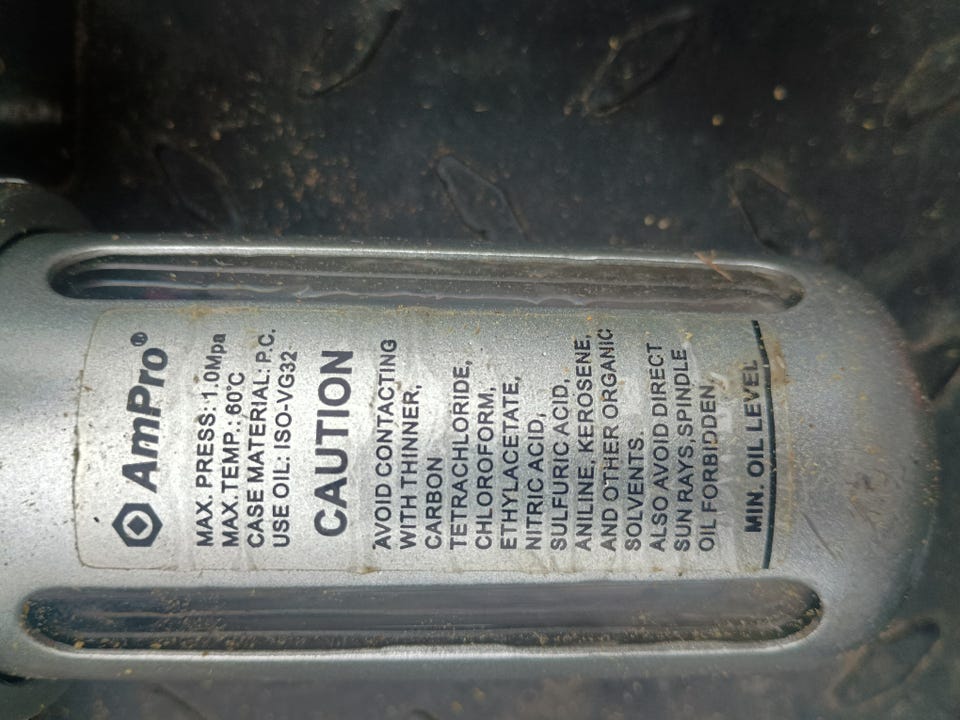 AmPro®
MAX. PRESS: 1.0Mpa
MAX. TEMP.: 60°C
CASE MATERIAL: P.C.
USE OIL: ISO-VG32
CAUTION
AVOID CONTACTING
WITH THINNER,
CARBON
TETRACHLORIDE,
CHLOROFORM,
ETHYLACETATE,
NITRIC ACID,
SULFURIC ACID,
ANILINE, KEROSENE,
AND OTHER ORGANIC
SOLVENTS.
ALSO AVOID DIRECT
SUN RAYS, SPINDLE
OIL FORBIDDEN.
MIN. OIL LEVEL